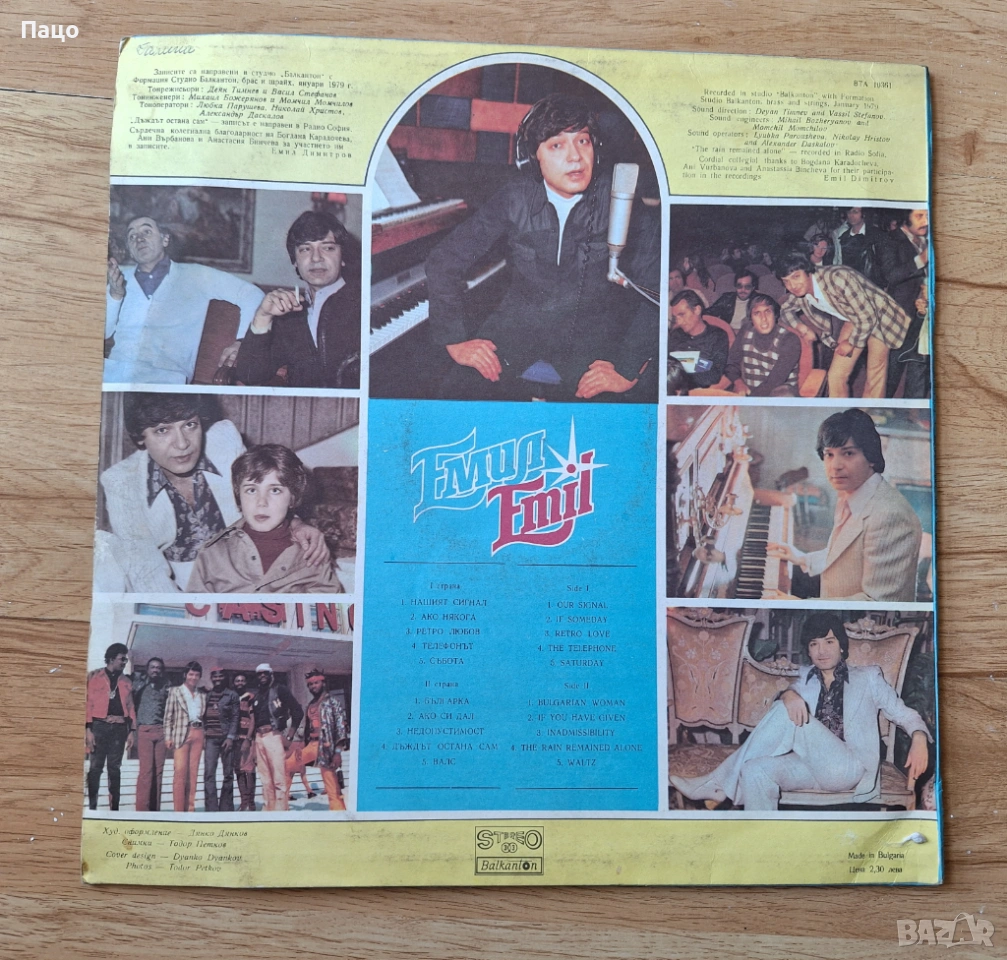 Пацо
Записите са направени в студио „Балкантон" с
Формация Студио Балкантон, брас и щрайх, януари 1979 г.
Тонрежисьори: Деян Тимнев и Васил Стефанов
Тонинженери: Михаил Божерянов и Момчил Момчилов
Тоноператори: Любка Парушева, Николай Христов,
Александър Даскалов
„Дъждът остана сам" — записът е направен в Радио София.
Сърдечна колегиална благодарност на Богдана Карадочева,
Ани Върбанова и Анастасия Бинчева за участието им
в записите.
Емил Димитров
ВТА 10361
Recorded in studio "Balkanton" with Formation
Studio Balkanton, brass and strings, January 1979.
Sound direction: Deyan Timnev and Vassil Stefanov.
Sound engineers: Mihail Bozheryanov and
Momchil Momchilov
Sound operators: Lyubka Parousheva, Nikolay Hristov
and Alexander Daskalov
"The rain remained alone" — recorded in Radio Sofia.
Cordial collegial thanks to Bogdana Karadocheva,
Ani Vurbanova and Anastassia Bincheva for their participa-
tion in the recordings
Emil Dimitrov
Емил
Emil
I страна
1. НАШИЯТ СИГНАЛ
2. АКО НЯКОГА
3. РЕТРО ЛЮБОВ
4. ТЕЛЕФОНЪТ
5. СЪБОТА
Side I
1. OUR SIGNAL
2. IF SOMEDAY
3. RETRO LOVE
4. THE TELEPHONE
5. SATURDAY
II страна
1. БЪЛГАРКА
2. АКО СИ ДАЛ
3. НЕДОПУСТИМОСТ
4. ДЪЖДЪТ ОСТАНА САМ
5. ВАЛС
Side II
1. BULGARIAN WOMAN
2. IF YOU HAVE GIVEN
3. INADMISSIBILITY
4. THE RAIN REMAINED ALONE
5. WALTZ
CASINO
Худ. оформление — Дянко Дянков
Снимки — Тодор Петков
Cover design — Dyanko Dyankov
Photos — Todor Petkov
STEREO
33
Balkanton
Made in Bulgaria
Цена 2,30 лева
BAZAR